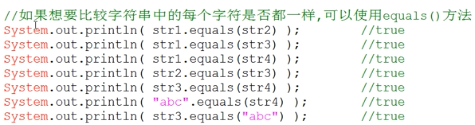 //如果想要比较字符串中的每个字符是否都一样,可以使用equals()方法
System.out.println( str1.equals(str2) ); //true
System.out.println( str1.equals(str3) ); //true
System.out.println( str1.equals(str4) ); //true
System.out.println( str2.equals(str3) ); //true
System.out.println( str3.equals(str4) ); //true
System.out.println( "abc".equals(str4) ); //true
System.out.println( str3.equals("abc") ); //true